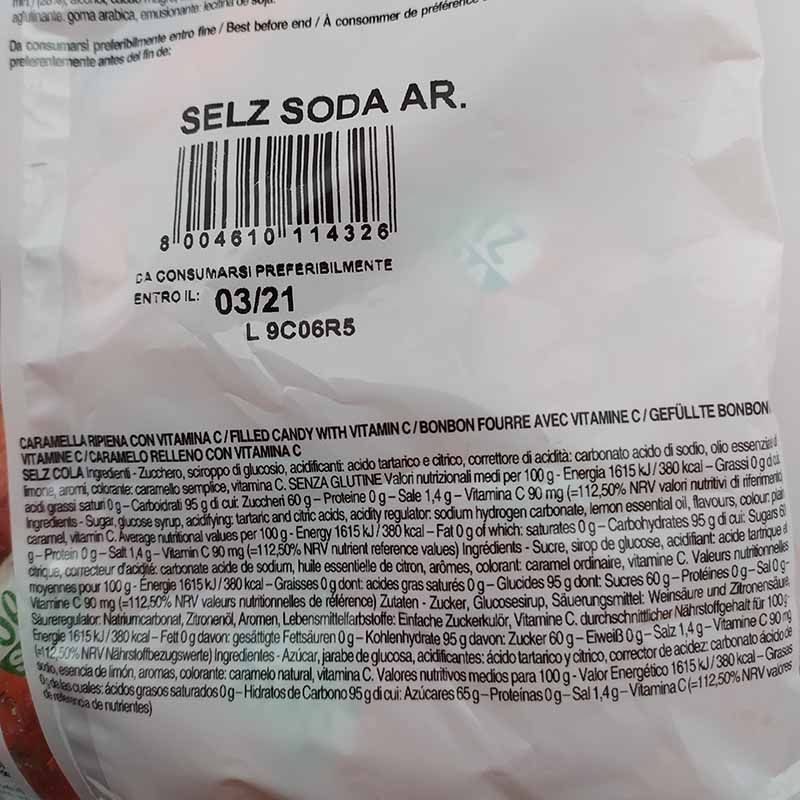 aglutinante: goma arabica, emusionante: lecitina de soja.
Da consumarsi preferibilmente entro fine / Best before end / À consommer de préférence
preferentemente antes del fin de:
SELZ SODA AR.
8 004610 114326
DA CONSUMARSI PREFERIBILMENTE
ENTRO IL: 03/21
L 9C06R5
CARAMELLA RIPIENA CON VITAMINA C / FILLED CANDY WITH VITAMIN C / BONBON FOURRE AVEC VITAMINE C / GEFÜLLTE BONBON
VITAMINE C / CARAMELO RELLENO CON VITAMINA C
SELZ COLA Ingredienti - Zucchero, sciroppo di glucosio, acidificanti: acido tartarico e citrico, correttore di acidità: carbonato acido di sodio, olio essenziale di
limone, aromi, colorante: caramello semplice, vitamina C. SENZA GLUTINE Valori nutrizionali medi per 100 g - Energia 1615 kJ / 380 kcal – Grassi 0 g di cui:
acidi grassi saturi 0 g – Carboidrati 95 g di cui: Zuccheri 60 g – Proteine 0 g – Sale 1,4 g – Vitamina C 90 mg (=112,50% NRV valori nutritivi di riferimento)
Ingredients - Sugar, glucose syrup, acidifying: tartaric and citric acids, acidity regulator: sodium hydrogen carbonate, lemon essential oil, flavours, colour: plain
caramel, vitamin C. Average nutritional values per 100 g - Energy 1615 kJ / 380 kcal – Fat 0 g of which: saturates 0 g – Carbohydrates 95 g di cui: Sugars 60
g – Protein 0 g – Salt 1,4 g – Vitamin C 90 mg (=112,50% NRV nutrient reference values) Ingrédients - Sucre, sirop de glucose, acidifiant: acide tartrique et
citrique, correcteur d'acidité: carbonate acide de sodium, huile essentielle de citron, arômes, colorant: caramel ordinaire, vitamine C. Valeurs nutritionnelles
moyennes pour 100 g - Énergie 1615 kJ / 380 kcal – Graisses 0 g dont: acides gras saturés 0 g – Glucides 95 g dont: Sucres 60 g – Protéines 0 g – Sal 0 g-
Vitamine C 90 mg (=112,50% NRV valeurs nutritionnelles de référence) Zutaten - Zucker, Glucosesirup, Säuerungsmittel: Weinsäure und Zitronensäure,
Säureregulator: Natriumcarbonat, Zitronenöl, Aromen, Lebensmittelfarbstoffe: Einfache Zuckerkulör, Vitamine C. durchschnittlicher Nährstoffgehalt für 100g-
Energie 1615 kJ / 380 kcal – Fett 0 g davon: gesättigte Fettsäuren 0 g – Kohlenhydrate 95 g davon: Zucker 60 g – Eiweiß 0 g – Salz 1,4 g – Vitamine C 90 mg
(=112,50% NRV Nährstoffbezugswerte) Ingredientes - Azúcar, jarabe de glucosa, acidificantes: ácido tartárico y cítrico, corrector de acidez: carbonato ácido de
sodio, esencia de limón, aromas, colorante: caramelo natural, vitamina C. Valores nutritivos medios para 100 g - Valor Energético 1615 kJ / 380 kcal – Grasas
0 g de las cuales: ácidos grasos saturados 0 g – Hidratos de Carbono 95 g di cui: Azúcares 65 g – Proteínas 0 g – Sal 1,4 g – Vitamina C (=112,50% NRV valores
de referencia de nutrientes)